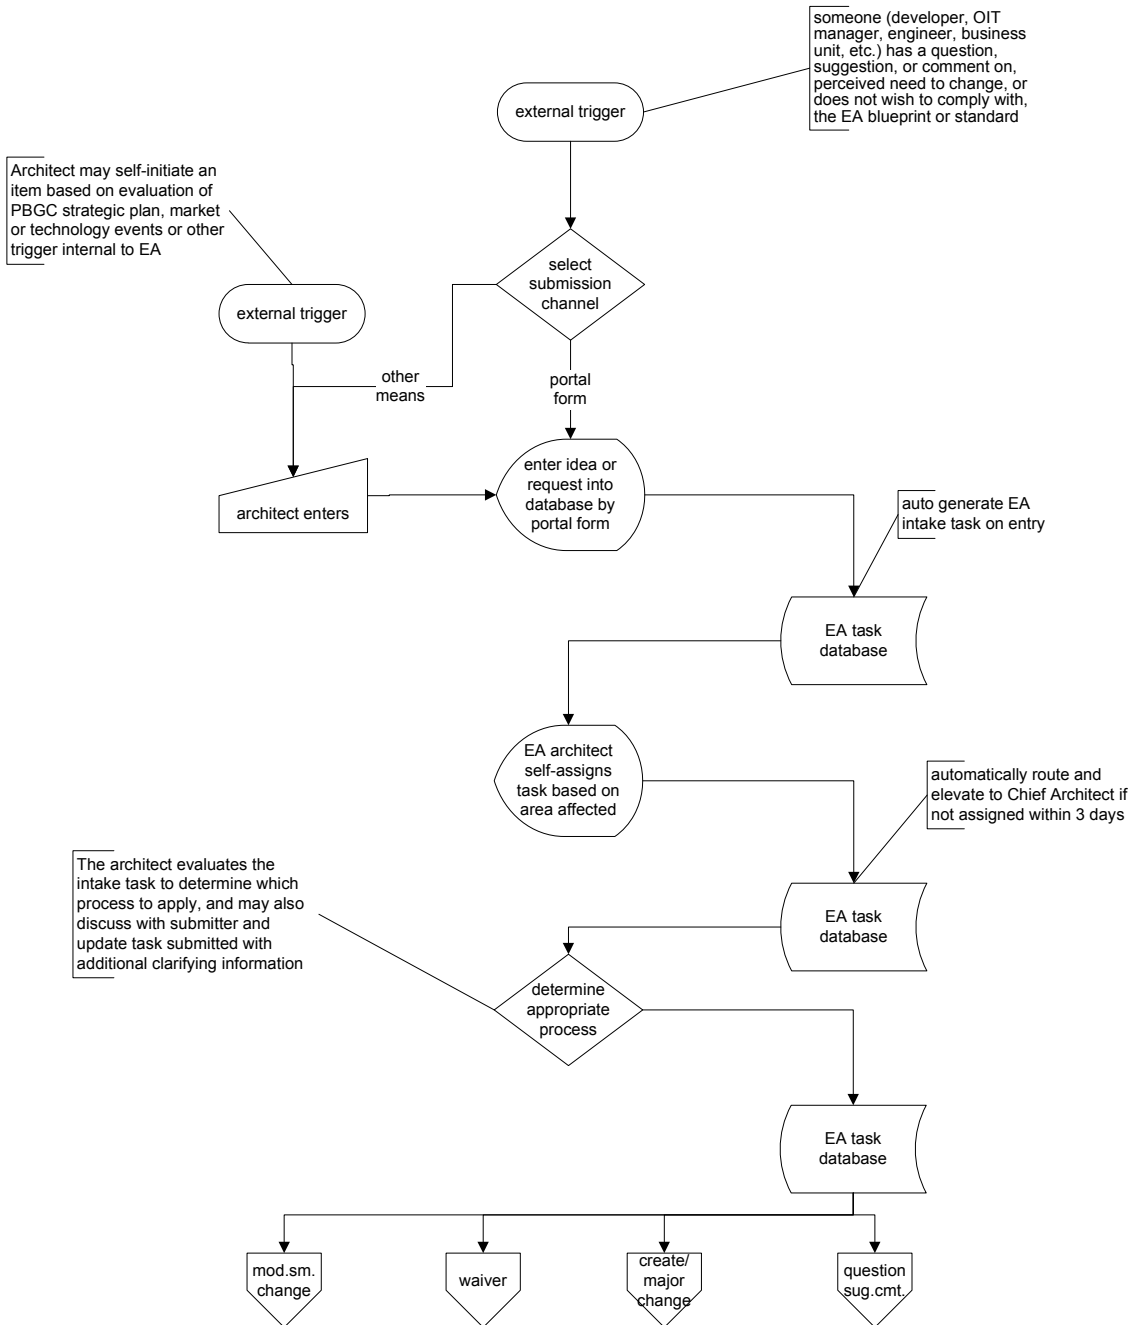 someone (developer, OIT
manager, engineer, business
unit, etc.) has a question,
suggestion, or comment on,
perceived need to change, or
does not wish to comply with,
the EA blueprint or standard
external trigger
Architect may self-initiate an
item based on evaluation of
PBGC strategic plan, market
or technology events or other
trigger internal to EA
select
submission
channel
external trigger
other
means
portal
form
enter idea or
request into
database by
portal form
architect enters
auto generate EA
intake task on entry
EA task
database
EA architect
self-assigns
task based on
area affected
automatically route and
elevate to Chief Architect if
not assigned within 3 days
The architect evaluates the
intake task to determine which
process to apply, and may also
discuss with submitter and
update task submitted with
additional clarifying information
EA task
database
determine
appropriate
process
EA task
database
mod.sm.
change
waiver
create/
major
change
question
sug.cmt.